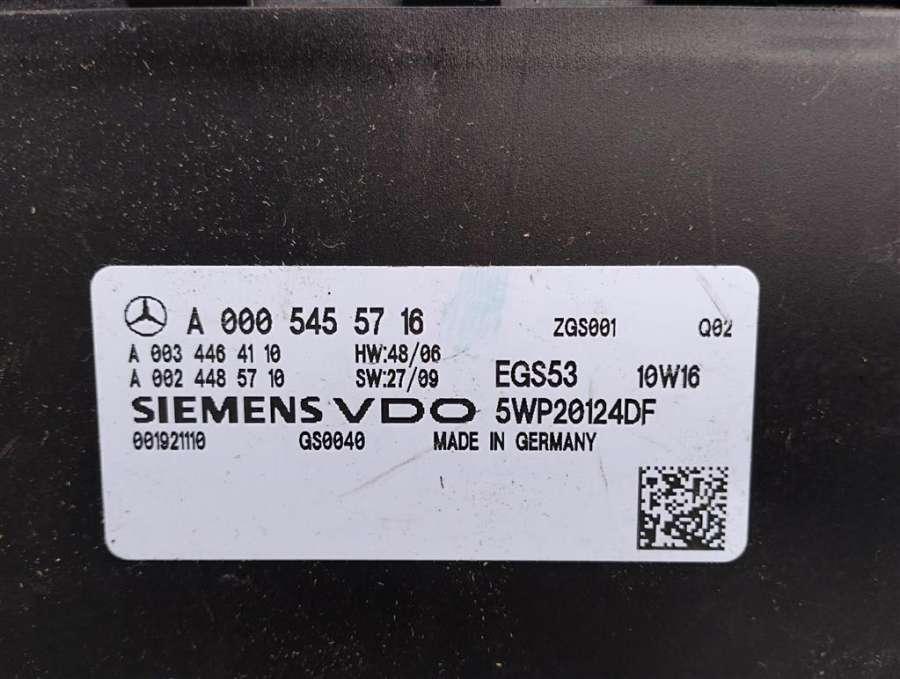 A 000 545 57 16 ZGS001 Q02
A 003 446 41 10 HW:48/06
A 002 448 57 10 SW:27/09 EGS53 10W16
SIEMENS VDO 5WP20124DF
001921110 GS0040 MADE IN GERMANY